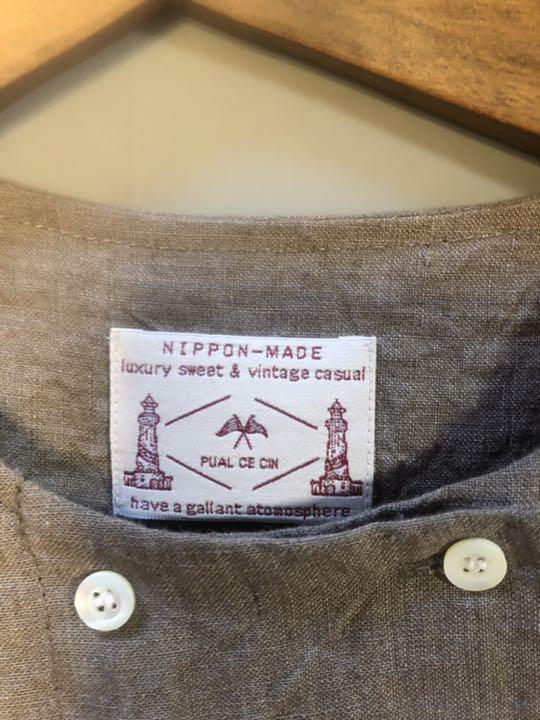 NIPPON-MADE
luxury sweet & vintage casual
PUAL CE CIN
have a gallant atomosphere